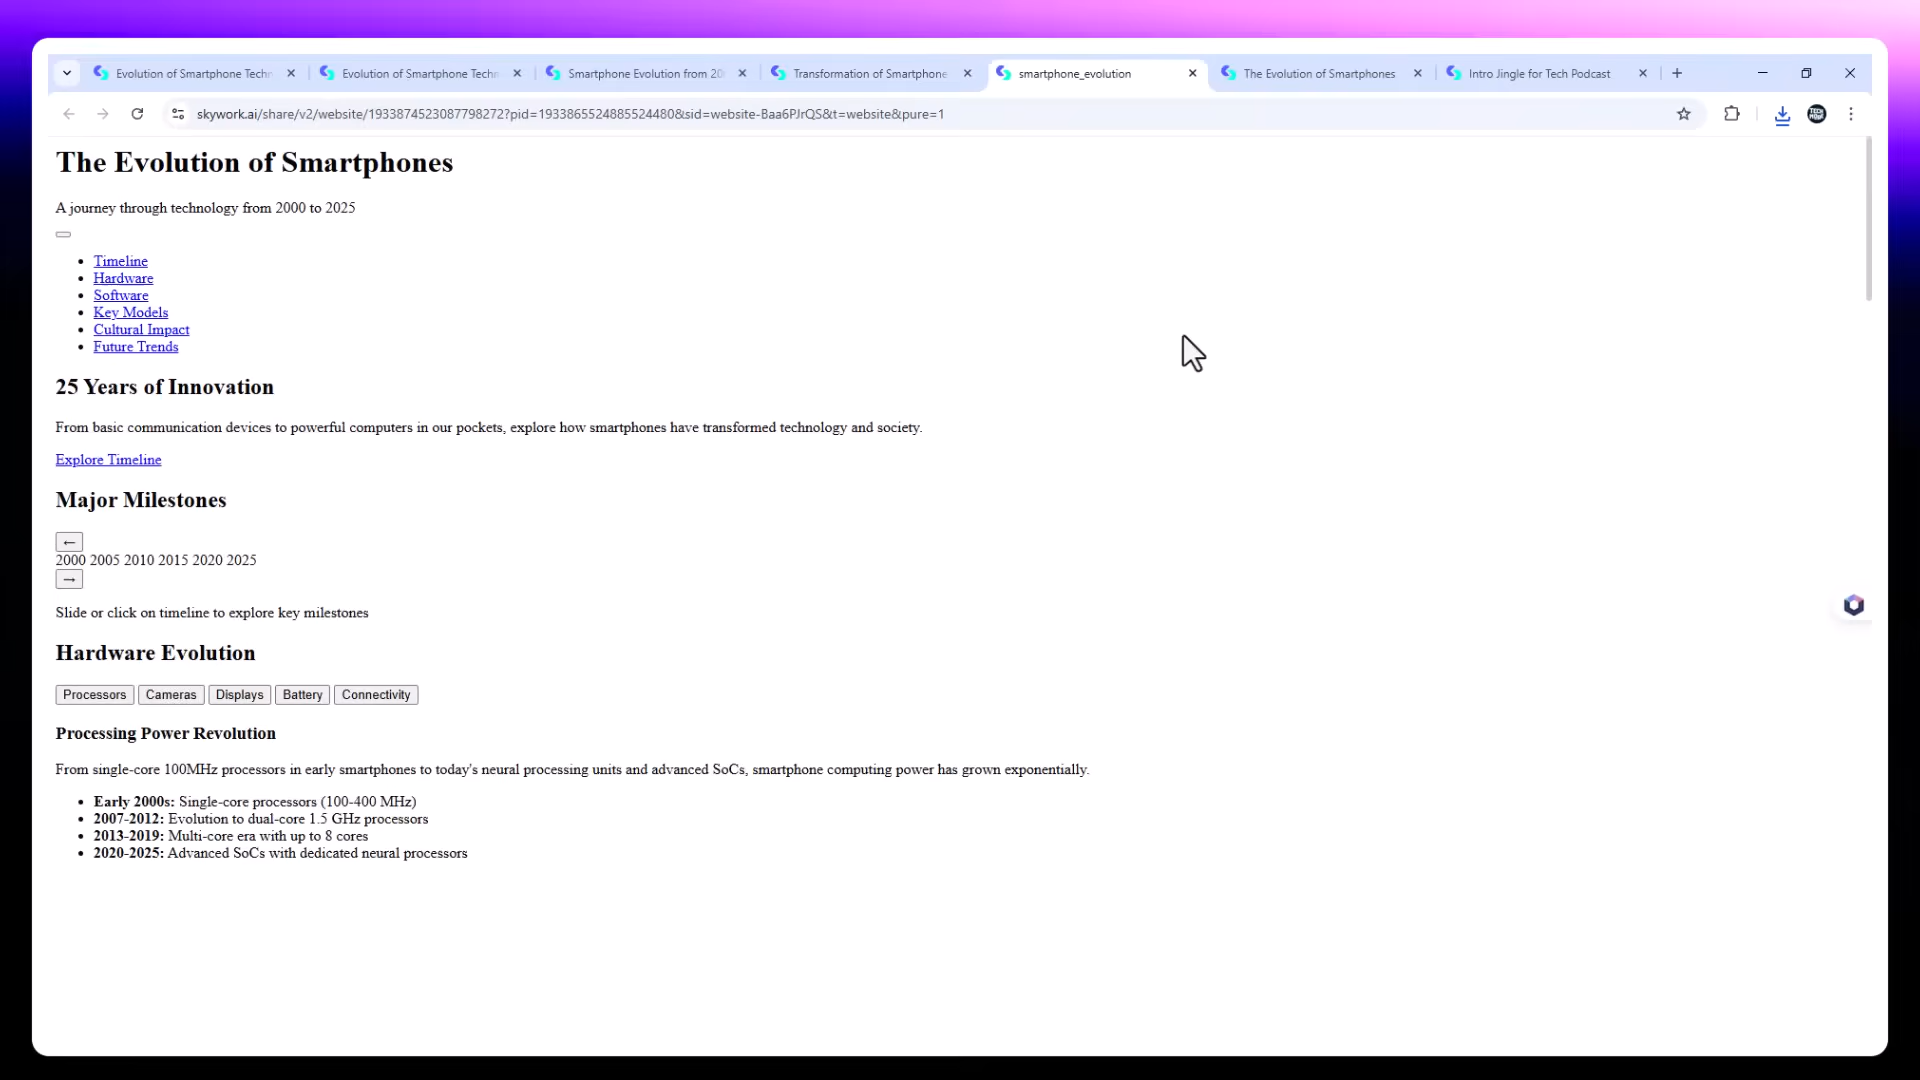 Evolution of Smartphone Techn
Evolution of Smartphone Techn
Smartphone Evolution from 20
Transformation of Smartphone
smartphone_evolution
The Evolution of Smartphones
Intro Jingle for Tech Podcast
skywork.ai/share/v2/website/1933874523087798272?pid=1933865524885524480&sid=website-Baa6PJrQS&t=website&pure=1
The Evolution of Smartphones
A journey through technology from 2000 to 2025
Timeline
Hardware
Software
Key Models
Cultural Impact
Future Trends
25 Years of Innovation
From basic communication devices to powerful computers in our pockets, explore how smartphones have transformed technology and society.
Explore Timeline
Major Milestones
←
2000 2005 2010 2015 2020 2025
→
Slide or click on timeline to explore key milestones
Hardware Evolution
Processors Cameras Displays Battery Connectivity
Processing Power Revolution
From single-core 100MHz processors in early smartphones to today's neural processing units and advanced SoCs, smartphone computing power has grown exponentially.
Early 2000s: Single-core processors (100-400 MHz)
2007-2012: Evolution to dual-core 1.5 GHz processors
2013-2019: Multi-core era with up to 8 cores
2020-2025: Advanced SoCs with dedicated neural processors